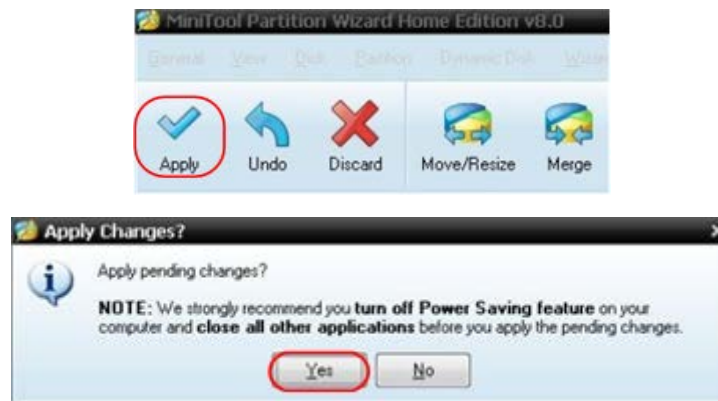 MiniTool Partition Wizard Home Edition v8.0
General View Disk Partition Dynamic Disk
Apply Undo Discard Move/Resize Merge
Apply Changes?
Apply pending changes?
NOTE: We strongly recommend you turn off Power Saving feature on your
computer and close all other applications before you apply the pending changes.
Yes No